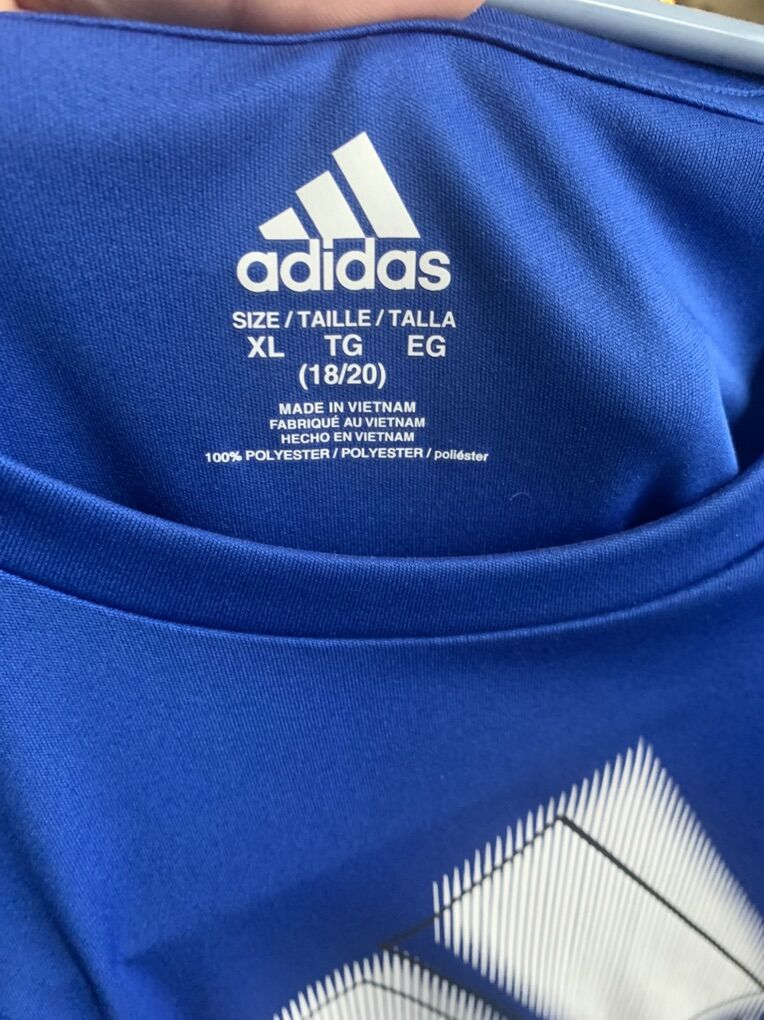 adidas
SIZE / TAILLE / TALLA
XL TG EG
(18/20)
MADE IN VIETNAM
FABRIQUÉ AU VIETNAM
HECHO EN VIETNAM
100% POLYESTER / POLYESTER / poliéster